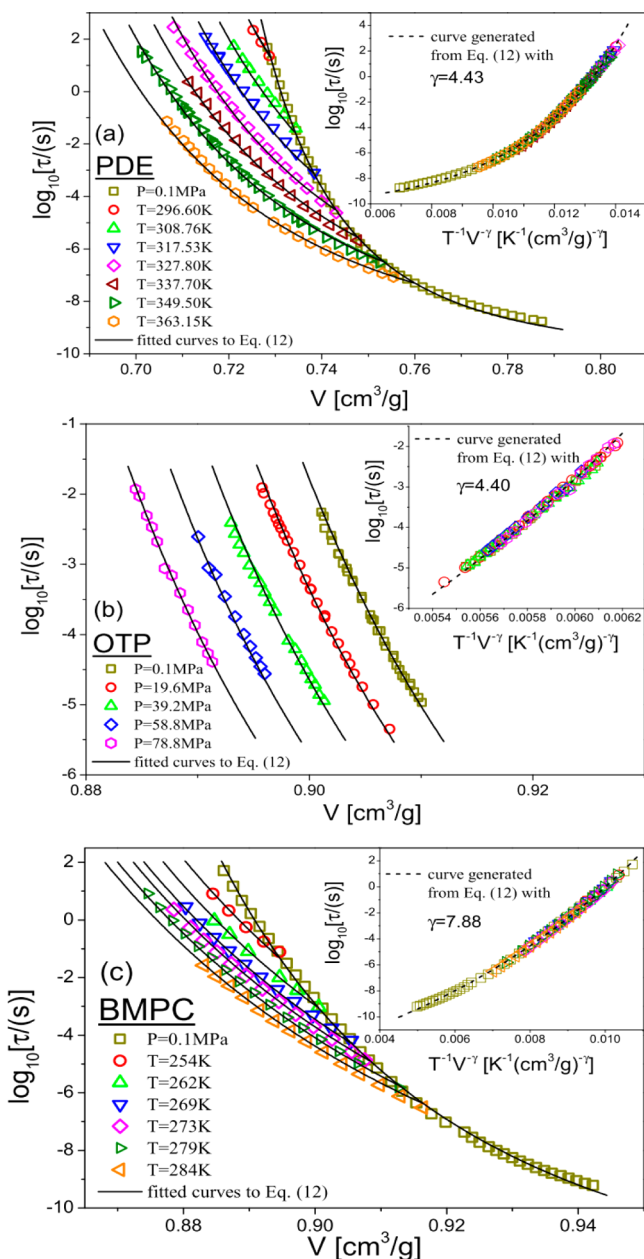 2
0
-2
-4
-6
-8
-10
log10[τ/(s)]
(a)
PDE
P=0.1MPa
T=296.60K
T=308.76K
T=317.53K
T=327.80K
T=337.70K
T=349.50K
T=363.15K
fitted curves to Eq. (12)
0.70 0.72 0.74 0.76 0.78 0.80
V [cm³/g]
4
2
0
-2
-4
-6
-8
-10
log10[τ/(s)]
curve generated
from Eq. (12) with
γ=4.43
0.006 0.008 0.010 0.012 0.014
T⁻¹V⁻ᵞ [K⁻¹(cm³/g)⁻ᵞ]
-1
-2
-3
-4
-5
-6
log10[τ/(s)]
(b)
OTP
P=0.1MPa
P=19.6MPa
P=39.2MPa
P=58.8MPa
P=78.8MPa
fitted curves to Eq. (12)
0.88 0.90 0.92
V [cm³/g]
-2
-3
-4
-5
-6
log10[τ/(s)]
curve generated
from Eq. (12) with
γ=4.40
0.0054 0.0056 0.0058 0.0060 0.0062
T⁻¹V⁻ᵞ [K⁻¹(cm³/g)⁻ᵞ]
2
0
-2
-4
-6
-8
-10
log10[τ/(s)]
(c)
BMPC
P=0.1MPa
T=254K
T=262K
T=269K
T=273K
T=279K
T=284K
fitted curves to Eq. (12)
0.88 0.90 0.92 0.94
V [cm³/g]
4
2
0
-2
-4
-6
-8
-10
log10[τ/(s)]
curve generated
from Eq. (12) with
γ=7.88
0.004 0.006 0.008 0.010
T⁻¹V⁻ᵞ [K⁻¹(cm³/g)⁻ᵞ]